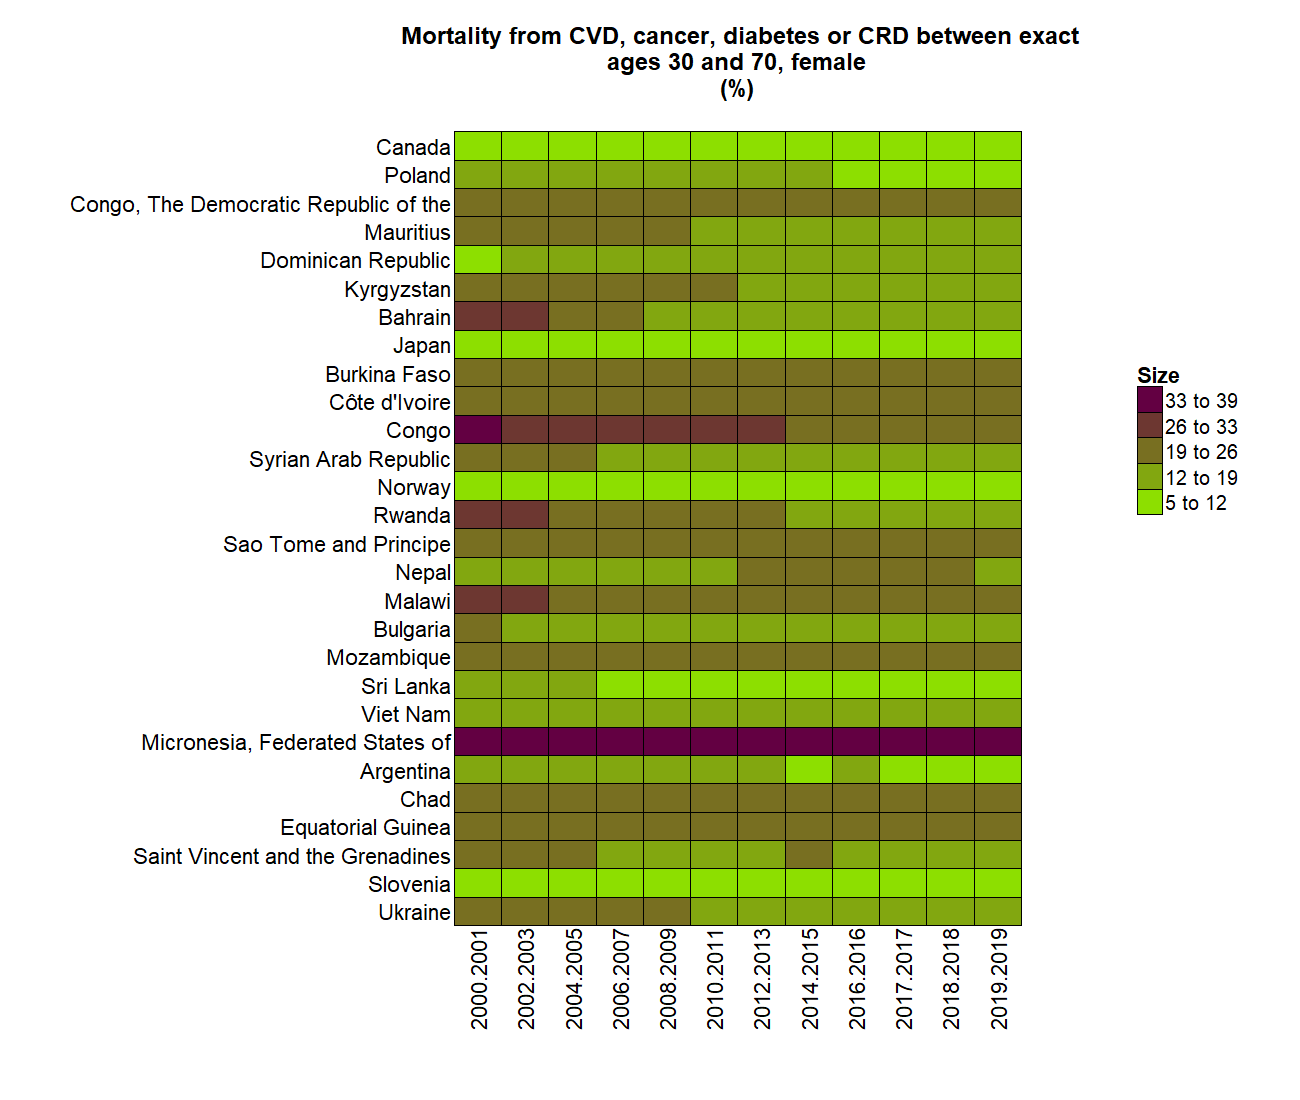 Mortality from CVD, cancer, diabetes or CRD between exact
ages 30 and 70, female
(%)
Canada
Poland
Congo, The Democratic Republic of the
Mauritius
Dominican Republic
Kyrgyzstan
Bahrain
Japan
Burkina Faso
Côte d'Ivoire
Congo
Syrian Arab Republic
Norway
Rwanda
Sao Tome and Principe
Nepal
Malawi
Bulgaria
Mozambique
Sri Lanka
Viet Nam
Micronesia, Federated States of
Argentina
Chad
Equatorial Guinea
Saint Vincent and the Grenadines
Slovenia
Ukraine
2000.2001
2002.2003
2004.2005
2006.2007
2008.2009
2010.2011
2012.2013
2014.2015
2016.2016
2017.2017
2018.2018
2019.2019
Size
33 to 39
26 to 33
19 to 26
12 to 19
5 to 12